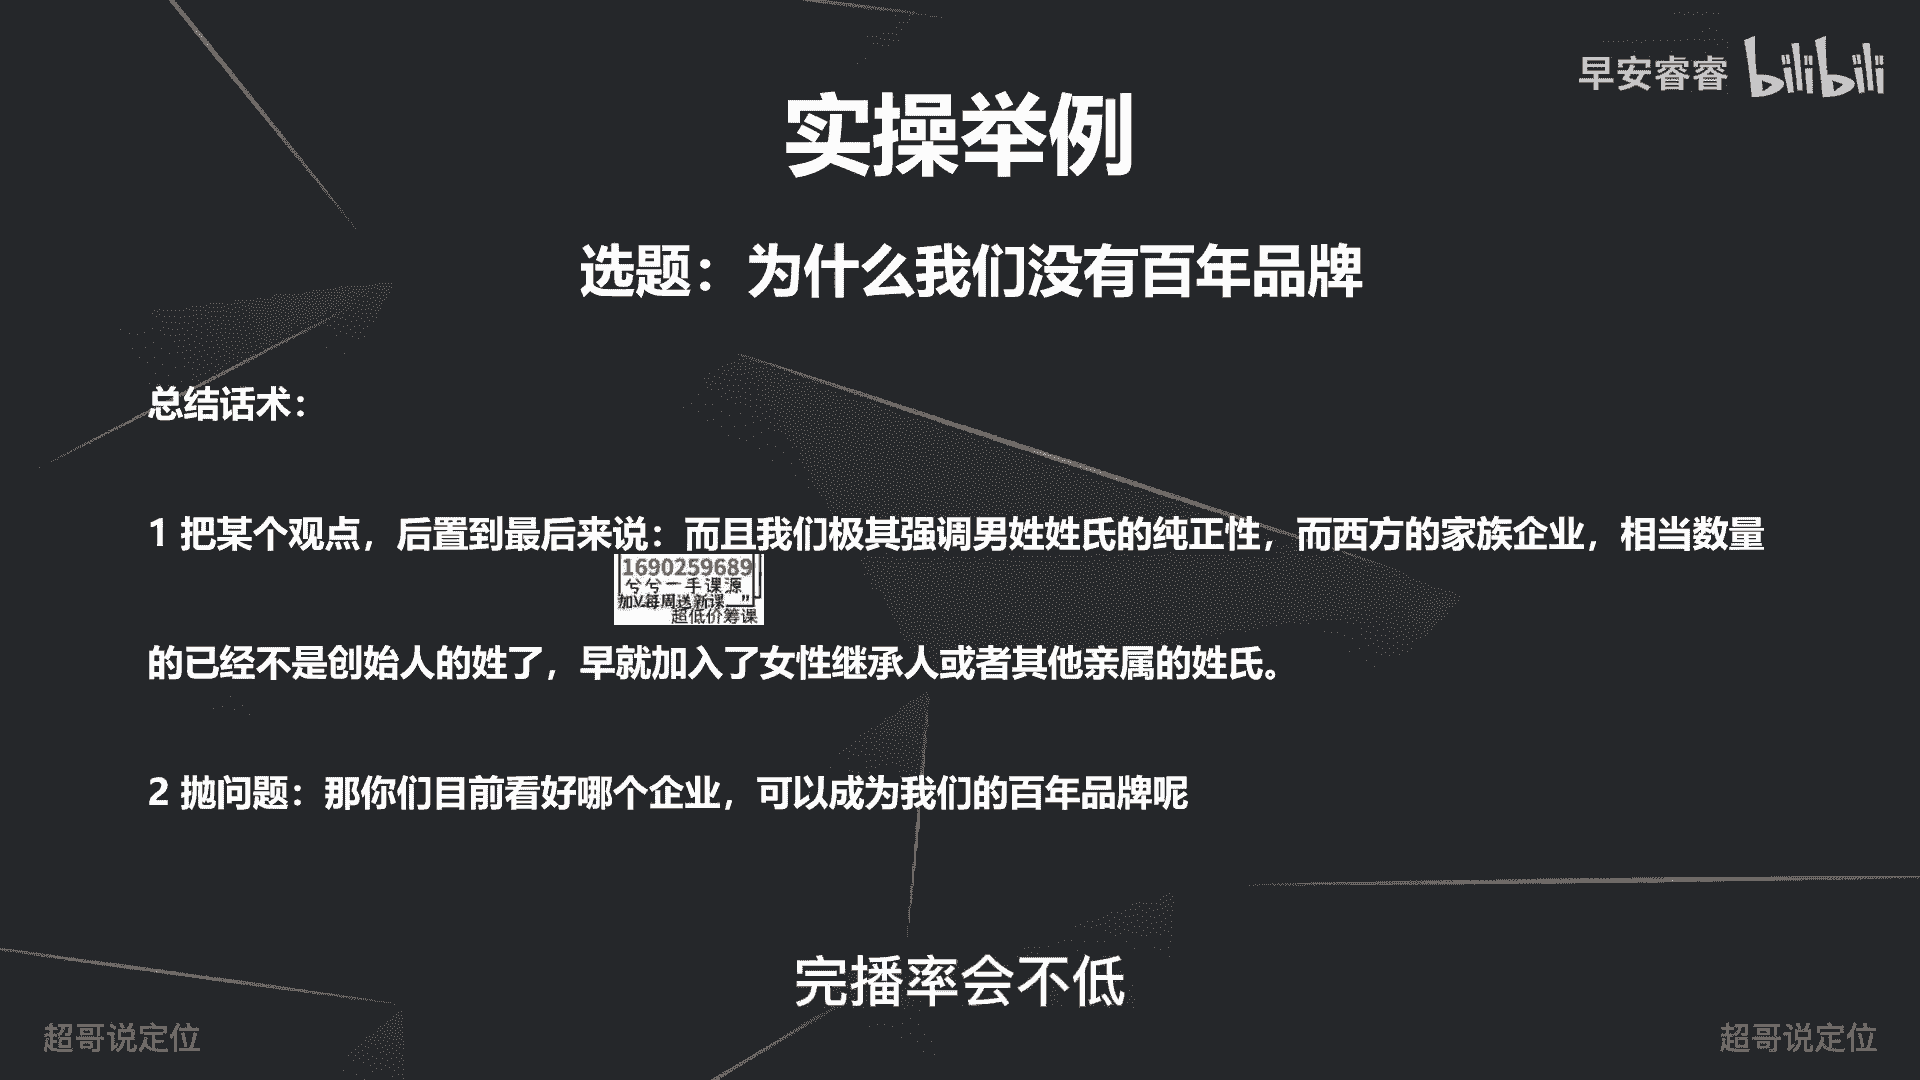 早安睿睿 bilibili
实操举例
选题：为什么我们没有百年品牌
总结话术：
1 把某个观点，后置到最后来说：而且我们极其强调男姓姓氏的纯正性，而西方的家族企业，相当数量
1690259689
兮兮一手课源
加V每周送新课
超低价筹课
的已经不是创始人的姓了，早就加入了女性继承人或者其他亲属的姓氏。
2 抛问题：那你们目前看好哪个企业，可以成为我们的百年品牌呢
完播率会不低
超哥说定位
超哥说定位